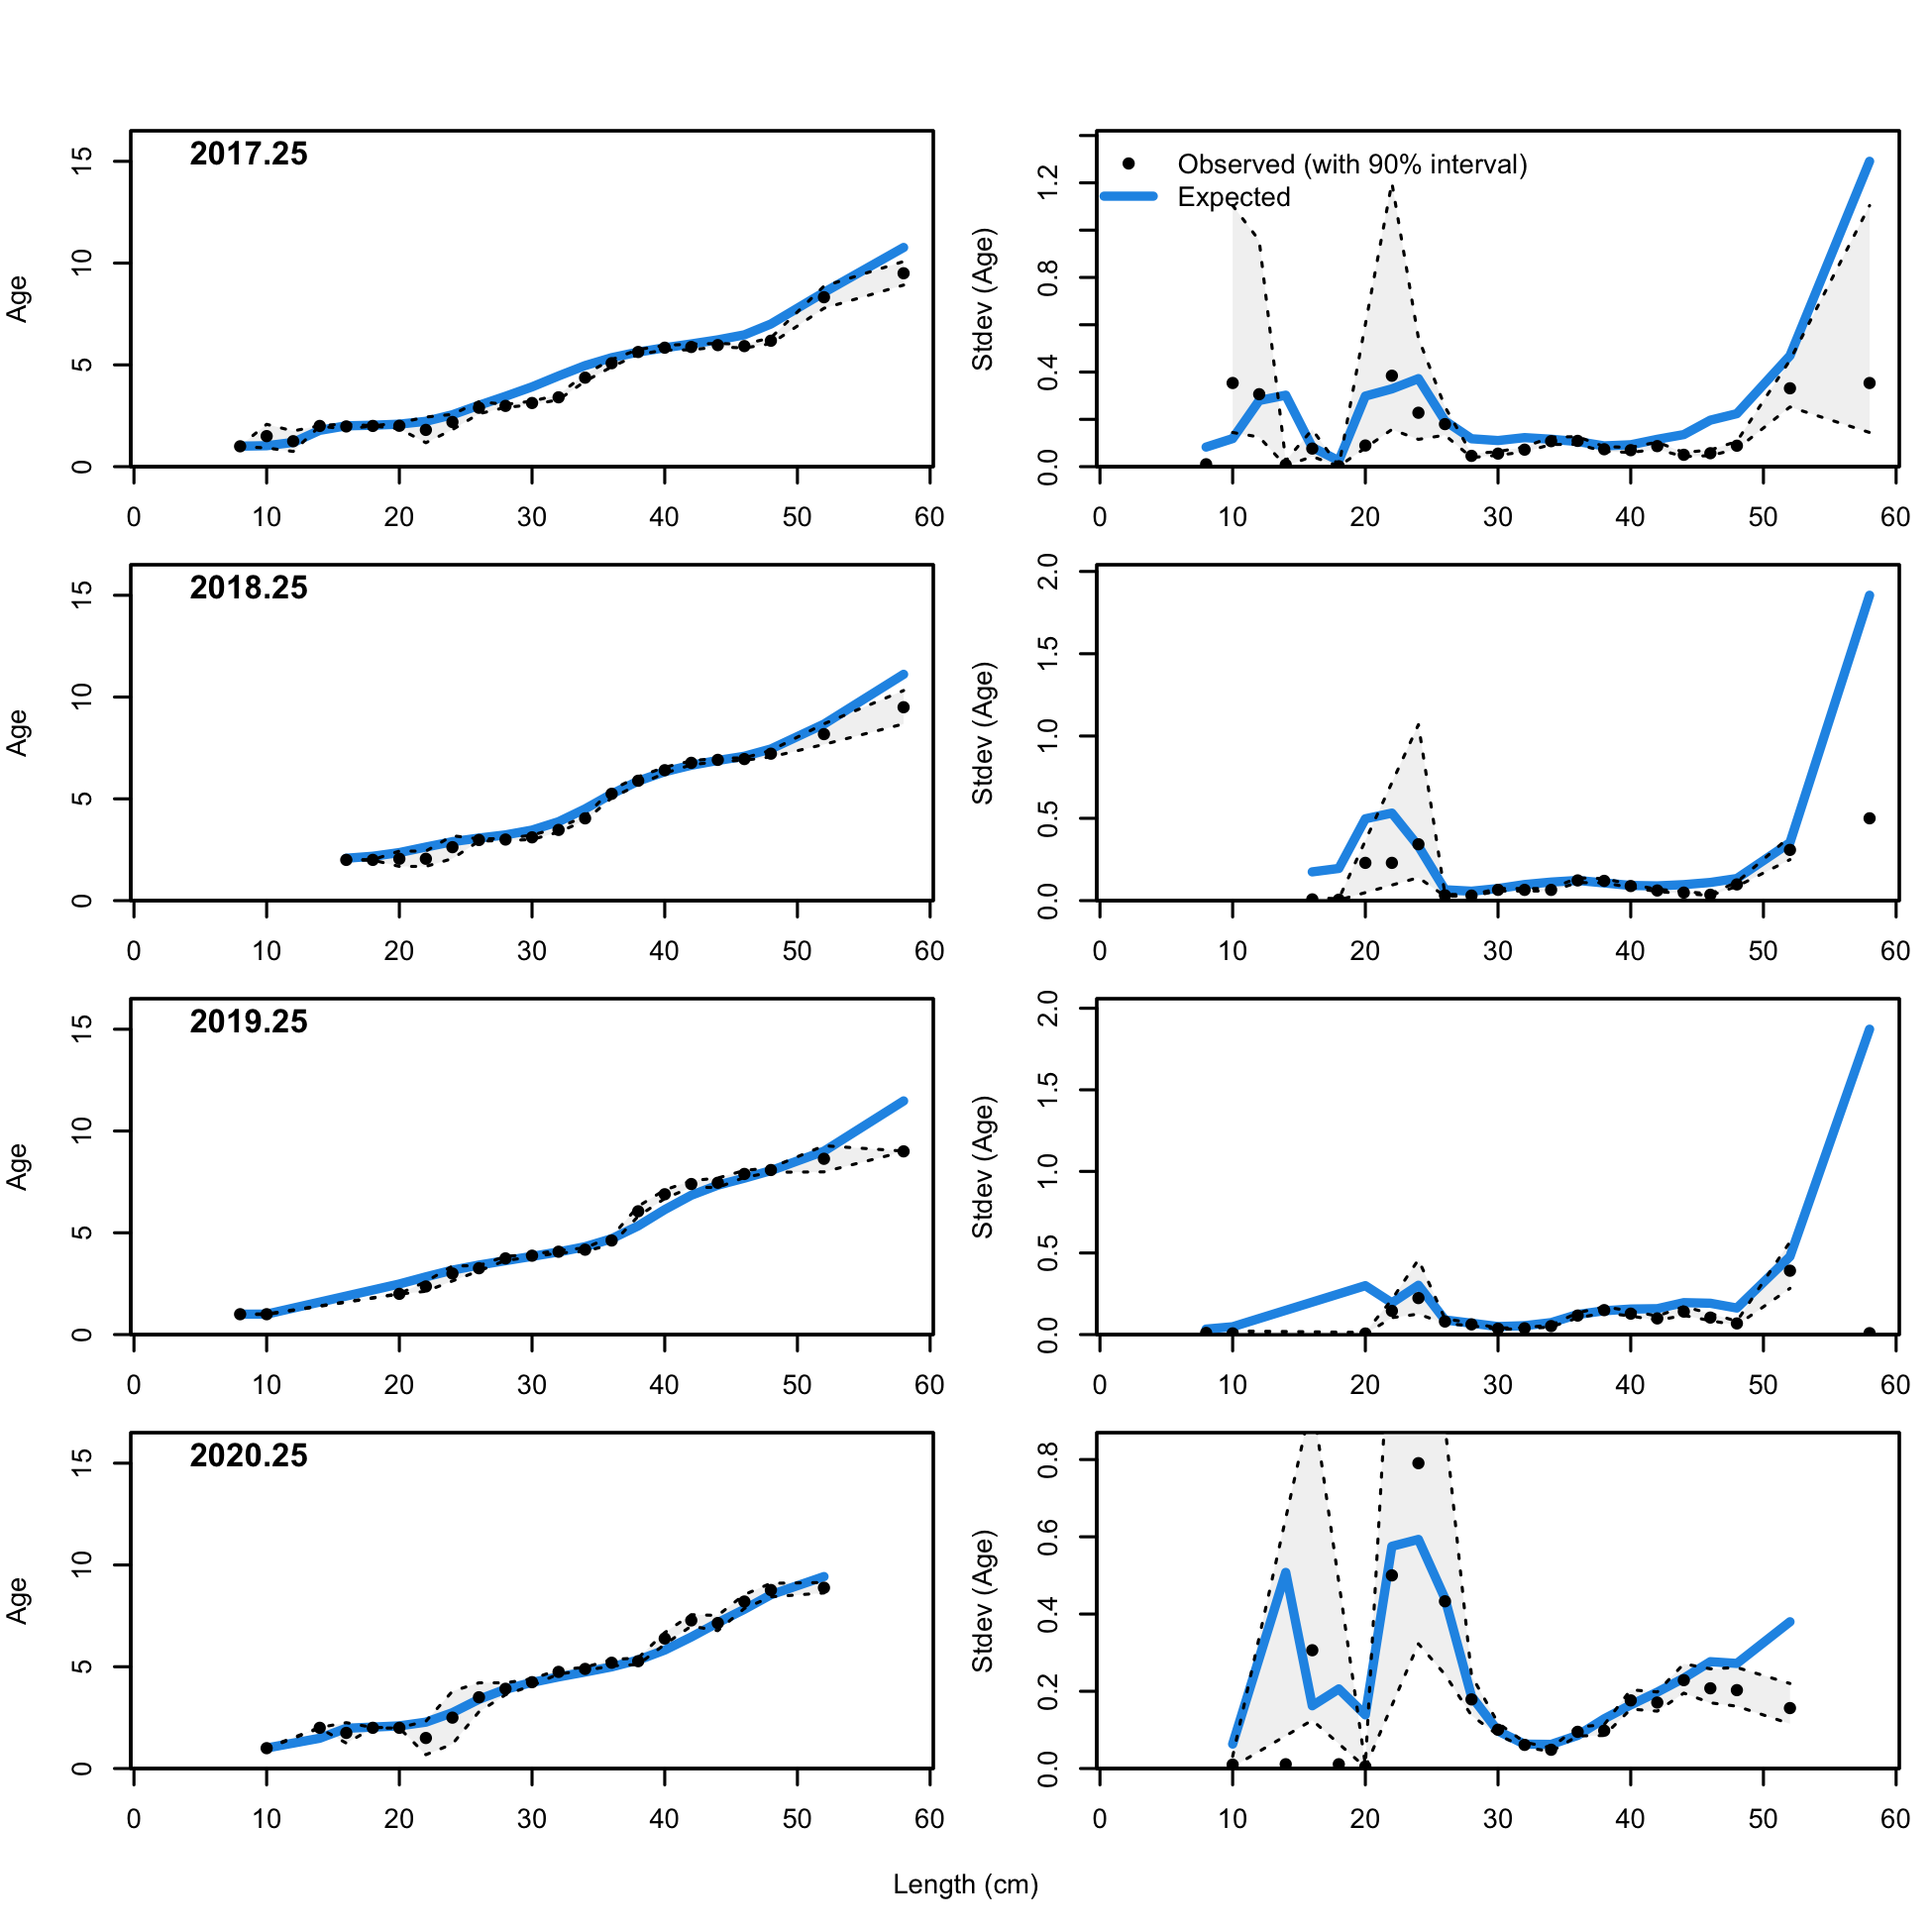 2017.25
Age
0 5 10 15
0 10 20 30 40 50 60
Observed (with 90% interval)
Expected
Stdev (Age)
0.0 0.4 0.8 1.2
0 10 20 30 40 50 60
2018.25
Age
0 5 10 15
0 10 20 30 40 50 60
Stdev (Age)
0.0 0.5 1.0 1.5 2.0
0 10 20 30 40 50 60
2019.25
Age
0 5 10 15
0 10 20 30 40 50 60
Stdev (Age)
0.0 0.5 1.0 1.5 2.0
0 10 20 30 40 50 60
2020.25
Age
0 5 10 15
0 10 20 30 40 50 60
Stdev (Age)
0.0 0.2 0.4 0.6 0.8
0 10 20 30 40 50 60
Length (cm)